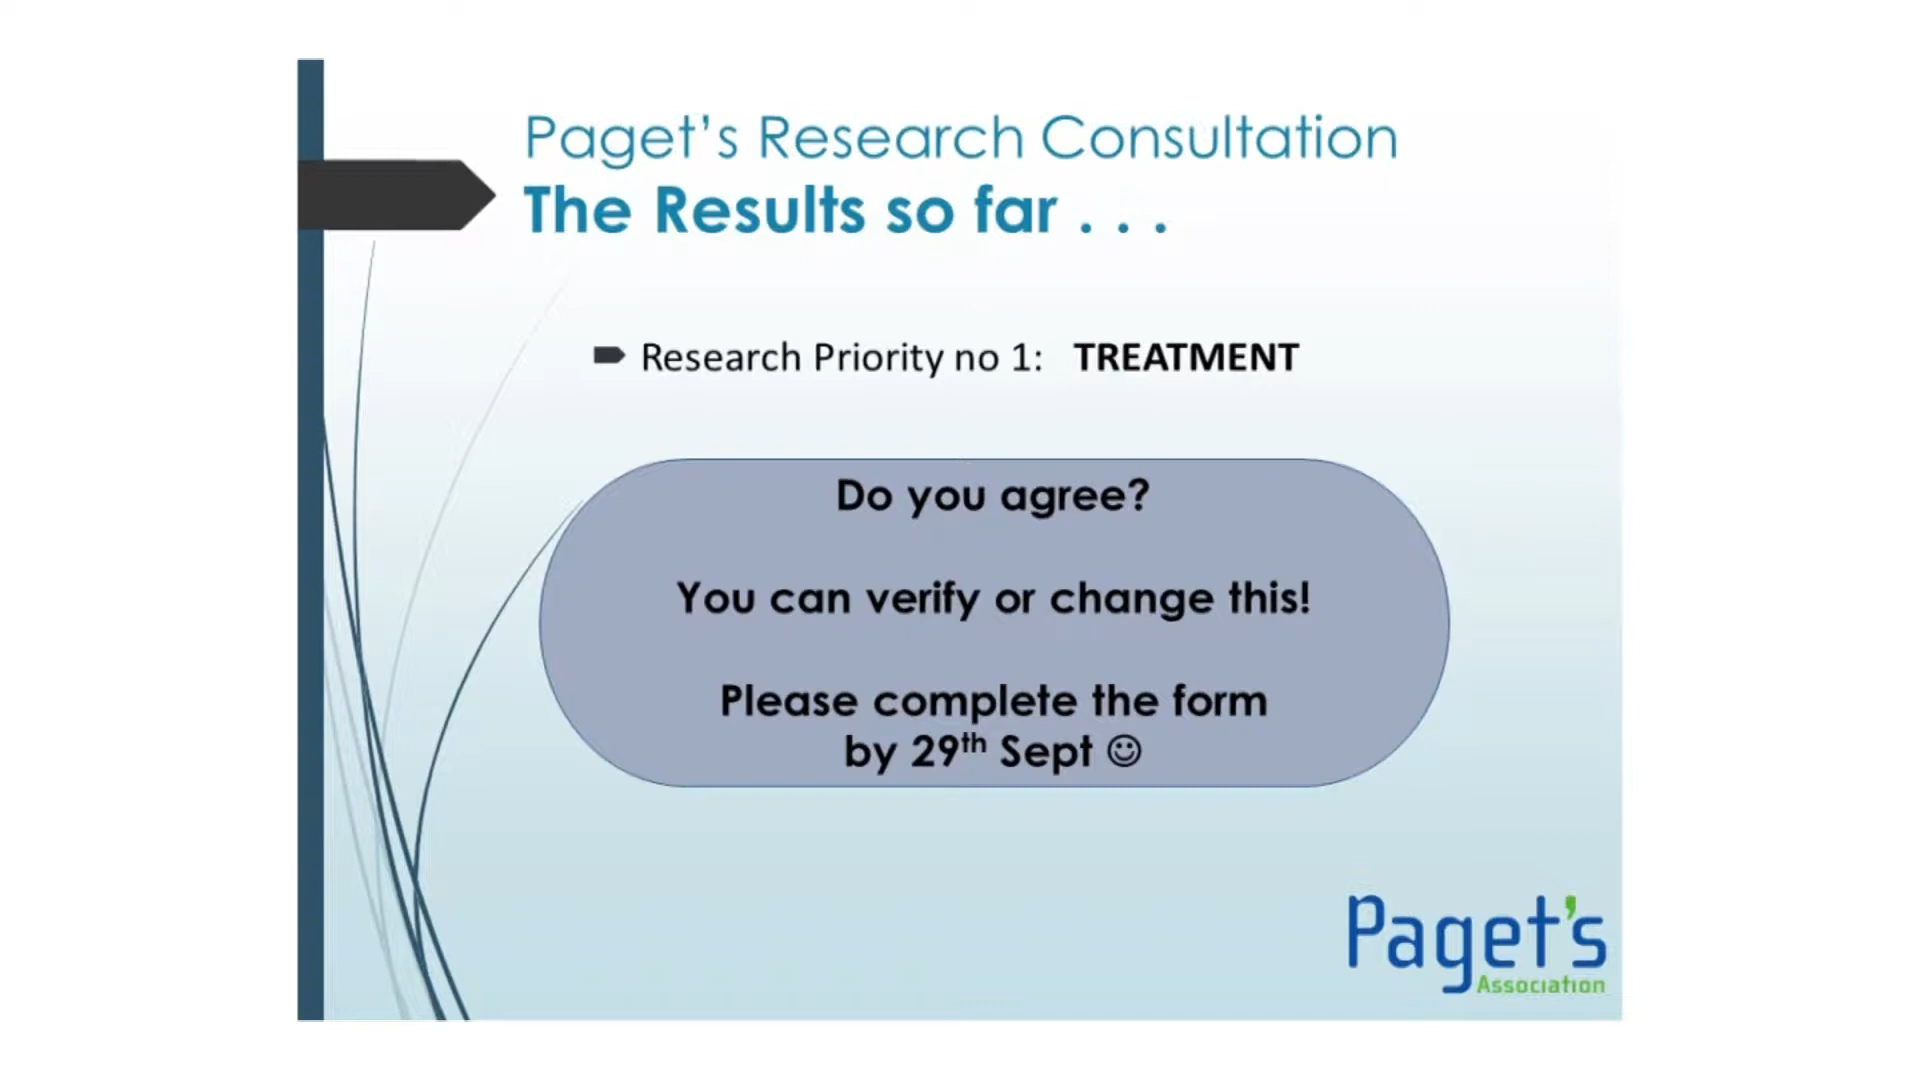 Paget’s Research Consultation
The Results so far . . .
Research Priority no 1: TREATMENT
Do you agree?
You can verify or change this!
Please complete the form
by 29th Sept ☺
Paget's
Association